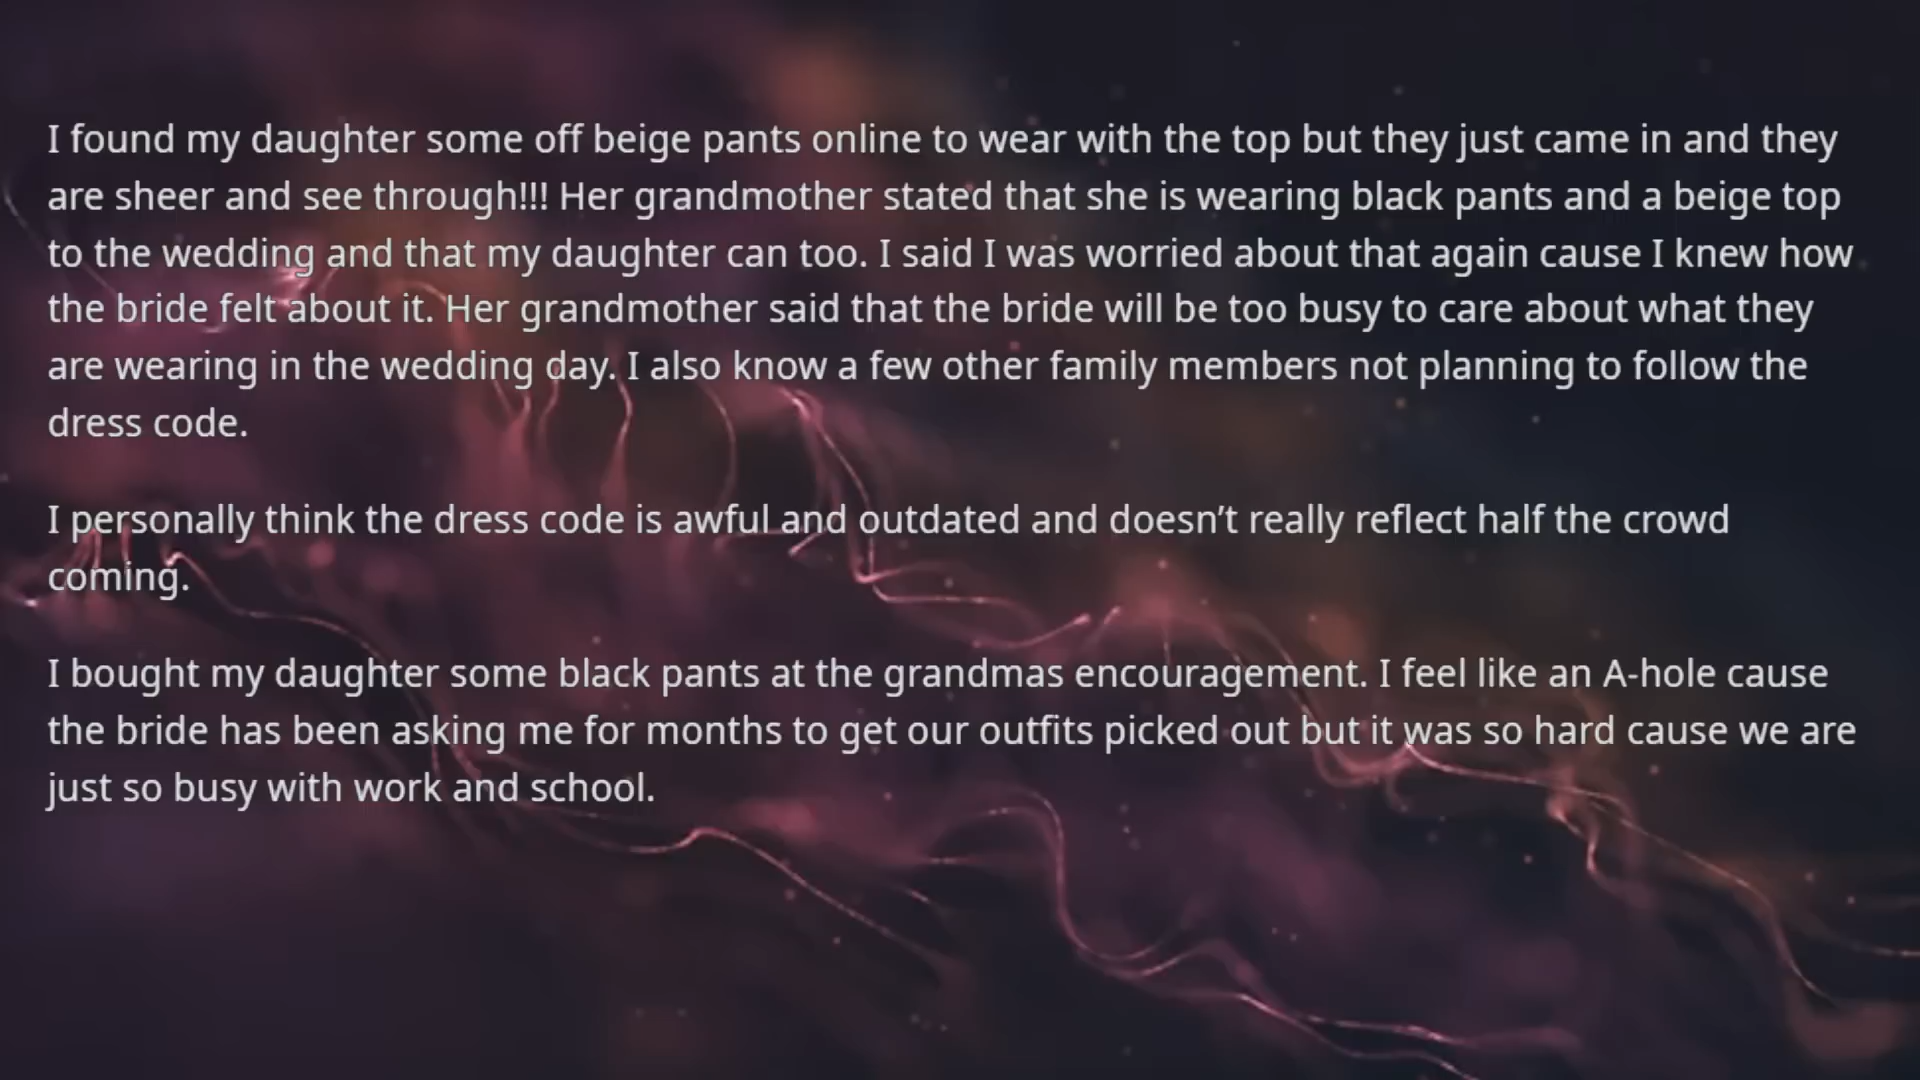 I found my daughter some off beige pants online to wear with the top but they just came in and they
are sheer and see through!!! Her grandmother stated that she is wearing black pants and a beige top
to the wedding and that my daughter can too. I said I was worried about that again cause I knew how
the bride felt about it. Her grandmother said that the bride will be too busy to care about what they
are wearing in the wedding day. I also know a few other family members not planning to follow the
dress code.
I personally think the dress code is awful and outdated and doesn’t really reflect half the crowd
coming.
I bought my daughter some black pants at the grandmas encouragement. I feel like an A-hole cause
the bride has been asking me for months to get our outfits picked out but it was so hard cause we are
just so busy with work and school.